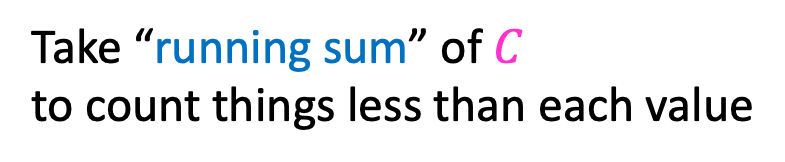 Take “running sum” of C
to count things less than each value